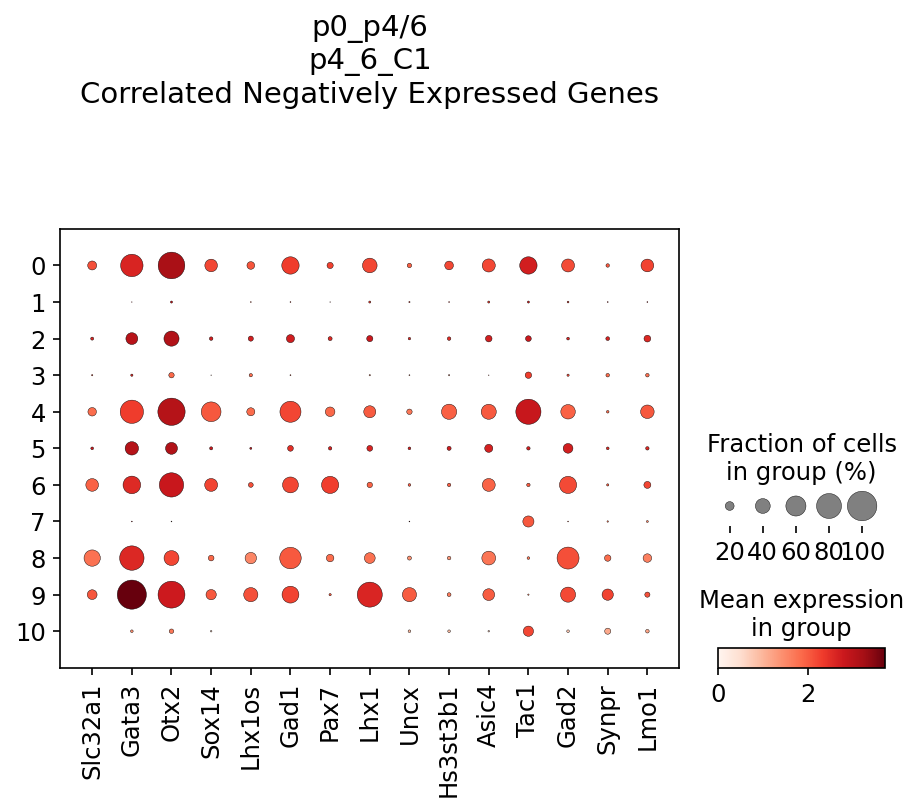 p0_p4/6
p4_6_C1
Correlated Negatively Expressed Genes
0
1
2
3
4
5
6
7
8
9
10
Slc32a1
Gata3
Otx2
Sox14
Lhx1os
Gad1
Pax7
Lhx1
Uncx
Hs3st3b1
Asic4
Tac1
Gad2
Synpr
Lmo1
Fraction of cells
in group (%)
20 40 60 80 100
Mean expression
in group
0 2